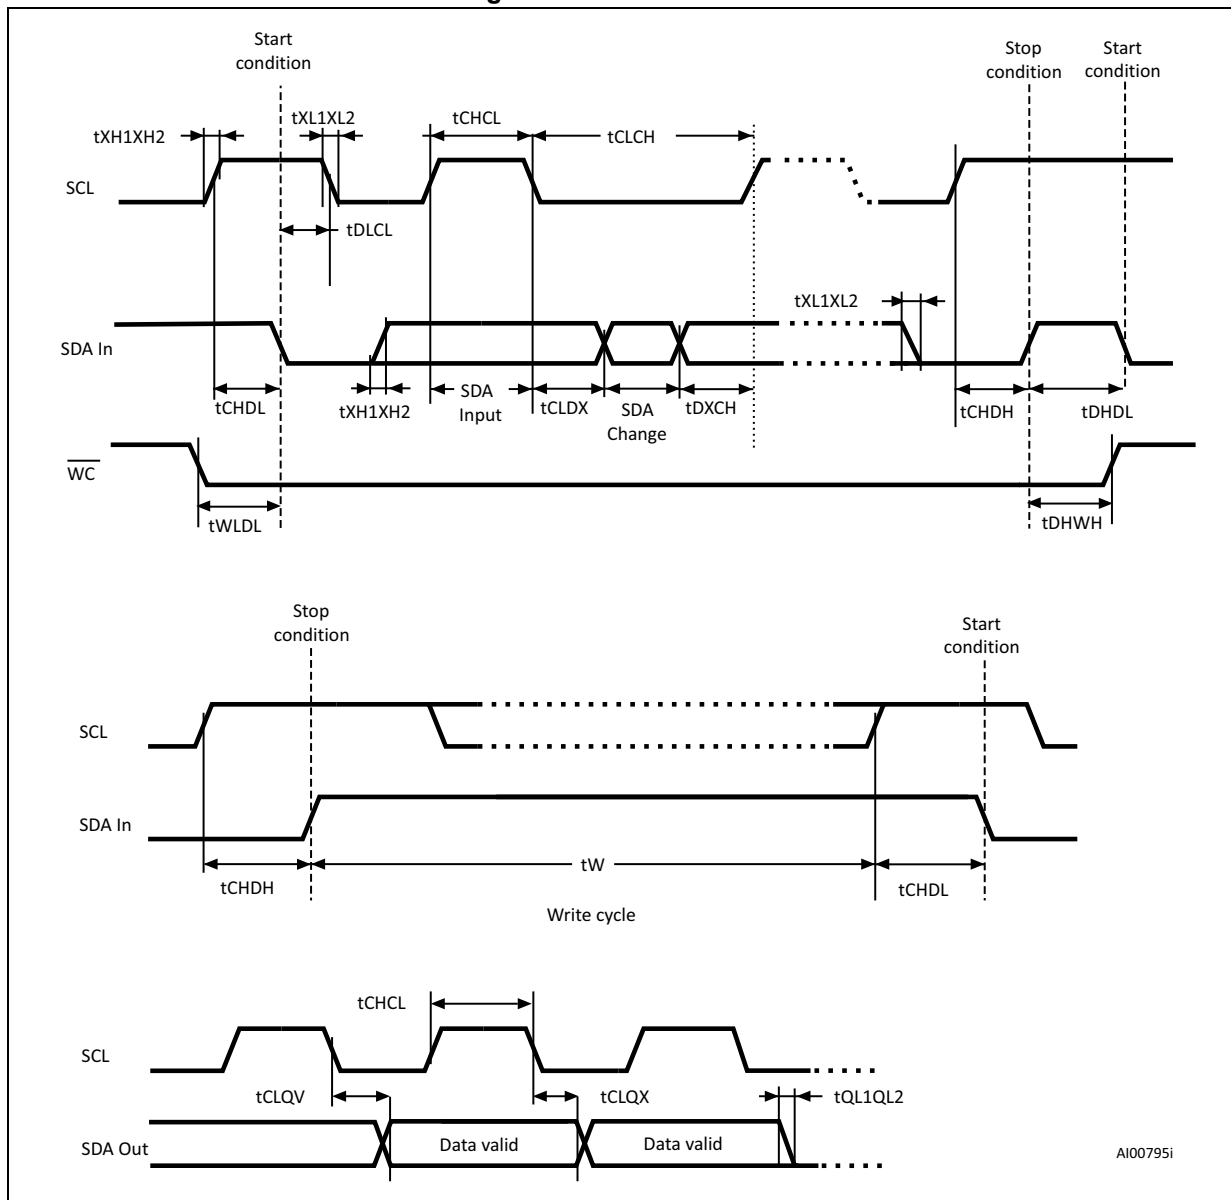 Start
condition
Stop
condition
Start
condition
tXH1XH2
tXL1XL2
tCHCL
tCLCH
SCL
tDLCL
tXL1XL2
SDA In
tCHDL
tXH1XH2
SDA
Input
tCLDX
SDA
Change
tDXCH
tCHDH
tDHDL
WC
tWLDL
tDHWH
Stop
condition
Start
condition
SCL
SDA In
tCHDH
tW
tCHDL
Write cycle
tCHCL
SCL
tCLQV
tCLQX
tQL1QL2
SDA Out
Data valid
Data valid
AI00795i